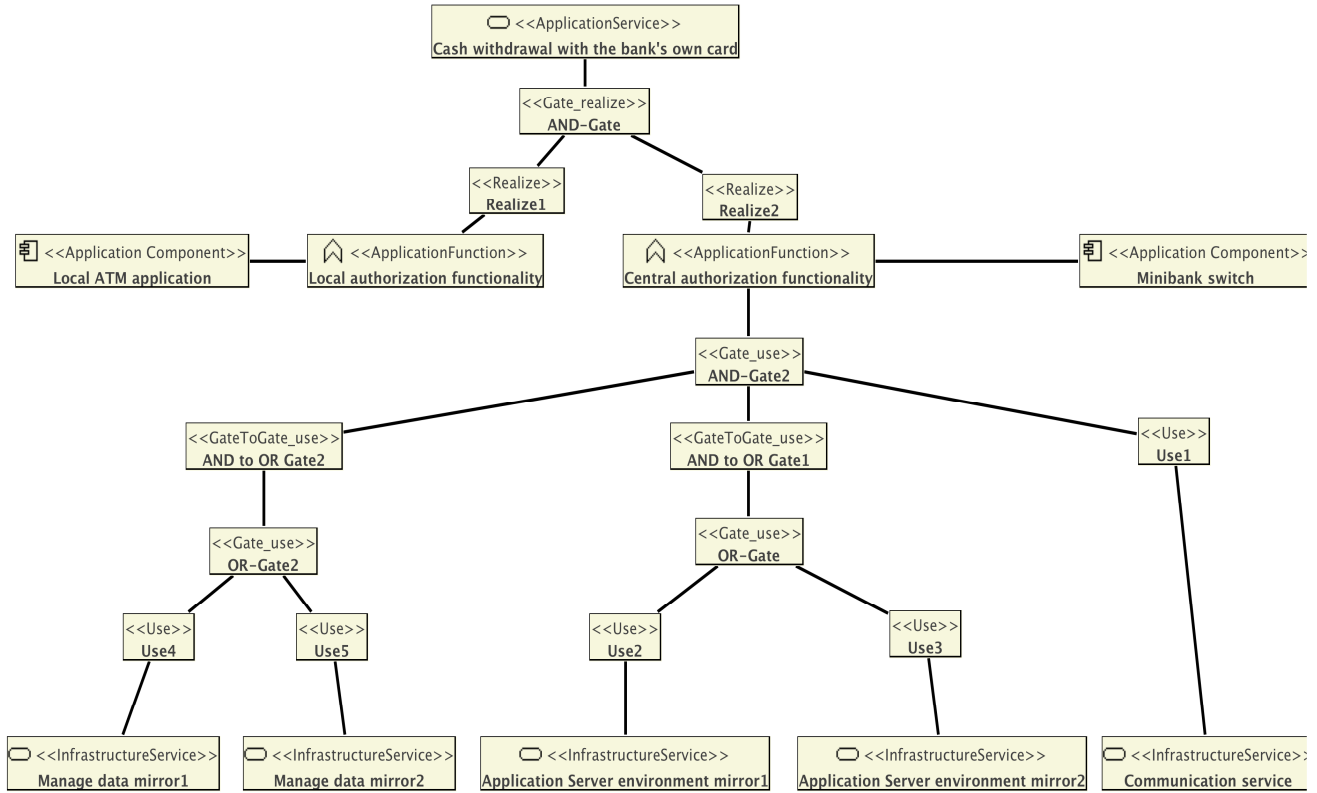 <<ApplicationService>>
Cash withdrawal with the bank's own card
<<Gate_realize>>
AND-Gate
<<Realize>>
Realize1
<<Realize>>
Realize2
<<Application Component>>
Local ATM application
<<ApplicationFunction>>
Local authorization functionality
<<ApplicationFunction>>
Central authorization functionality
<<Application Component>>
Minibank switch
<<Gate_use>>
AND-Gate2
<<GateToGate_use>>
AND to OR Gate2
<<GateToGate_use>>
AND to OR Gate1
<<Use>>
Use1
<<Gate_use>>
OR-Gate2
<<Gate_use>>
OR-Gate
<<Use>>
Use4
<<Use>>
Use5
<<Use>>
Use2
<<Use>>
Use3
<<InfrastructureService>>
Manage data mirror1
<<InfrastructureService>>
Manage data mirror2
<<InfrastructureService>>
Application Server environment mirror1
<<InfrastructureService>>
Application Server environment mirror2
<<InfrastructureService>>
Communication service